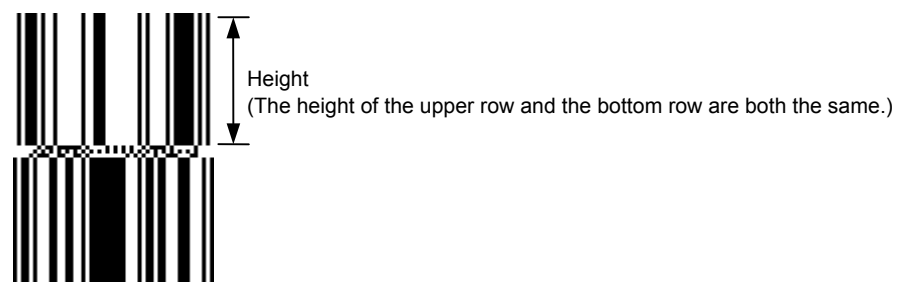 Height
(The height of the upper row and the bottom row are both the same.)